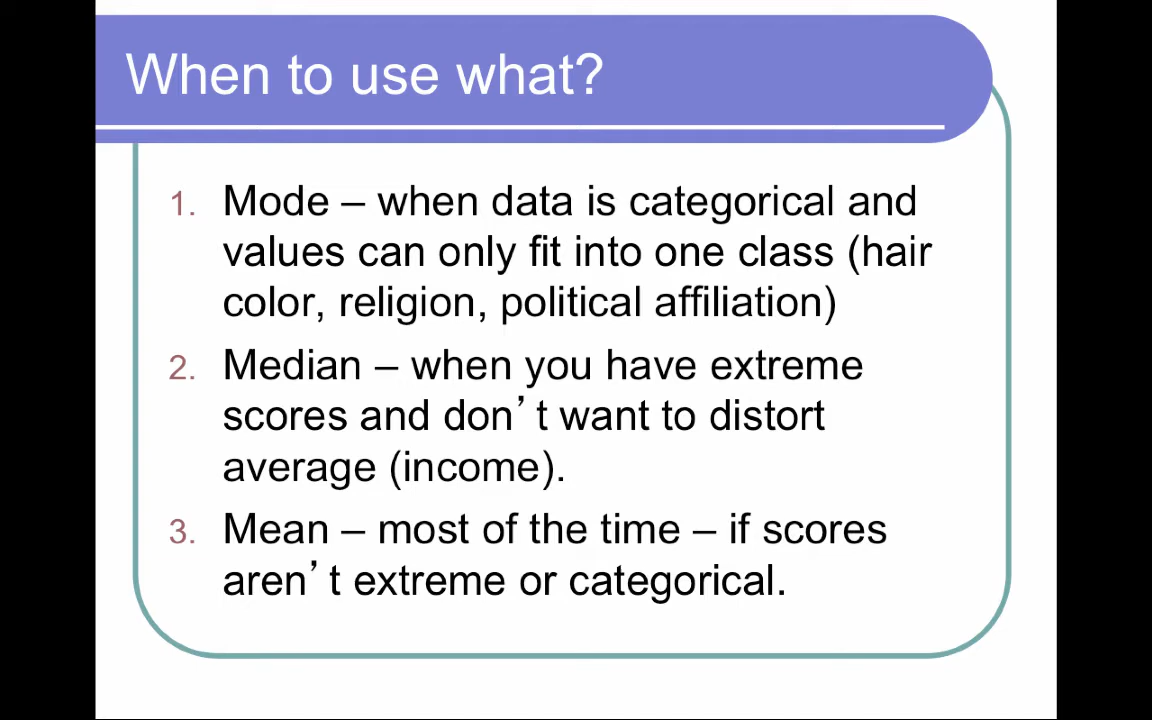 When to use what?
1. Mode – when data is categorical and
values can only fit into one class (hair
color, religion, political affiliation)
2. Median – when you have extreme
scores and don’t want to distort
average (income).
3. Mean – most of the time – if scores
aren’t extreme or categorical.